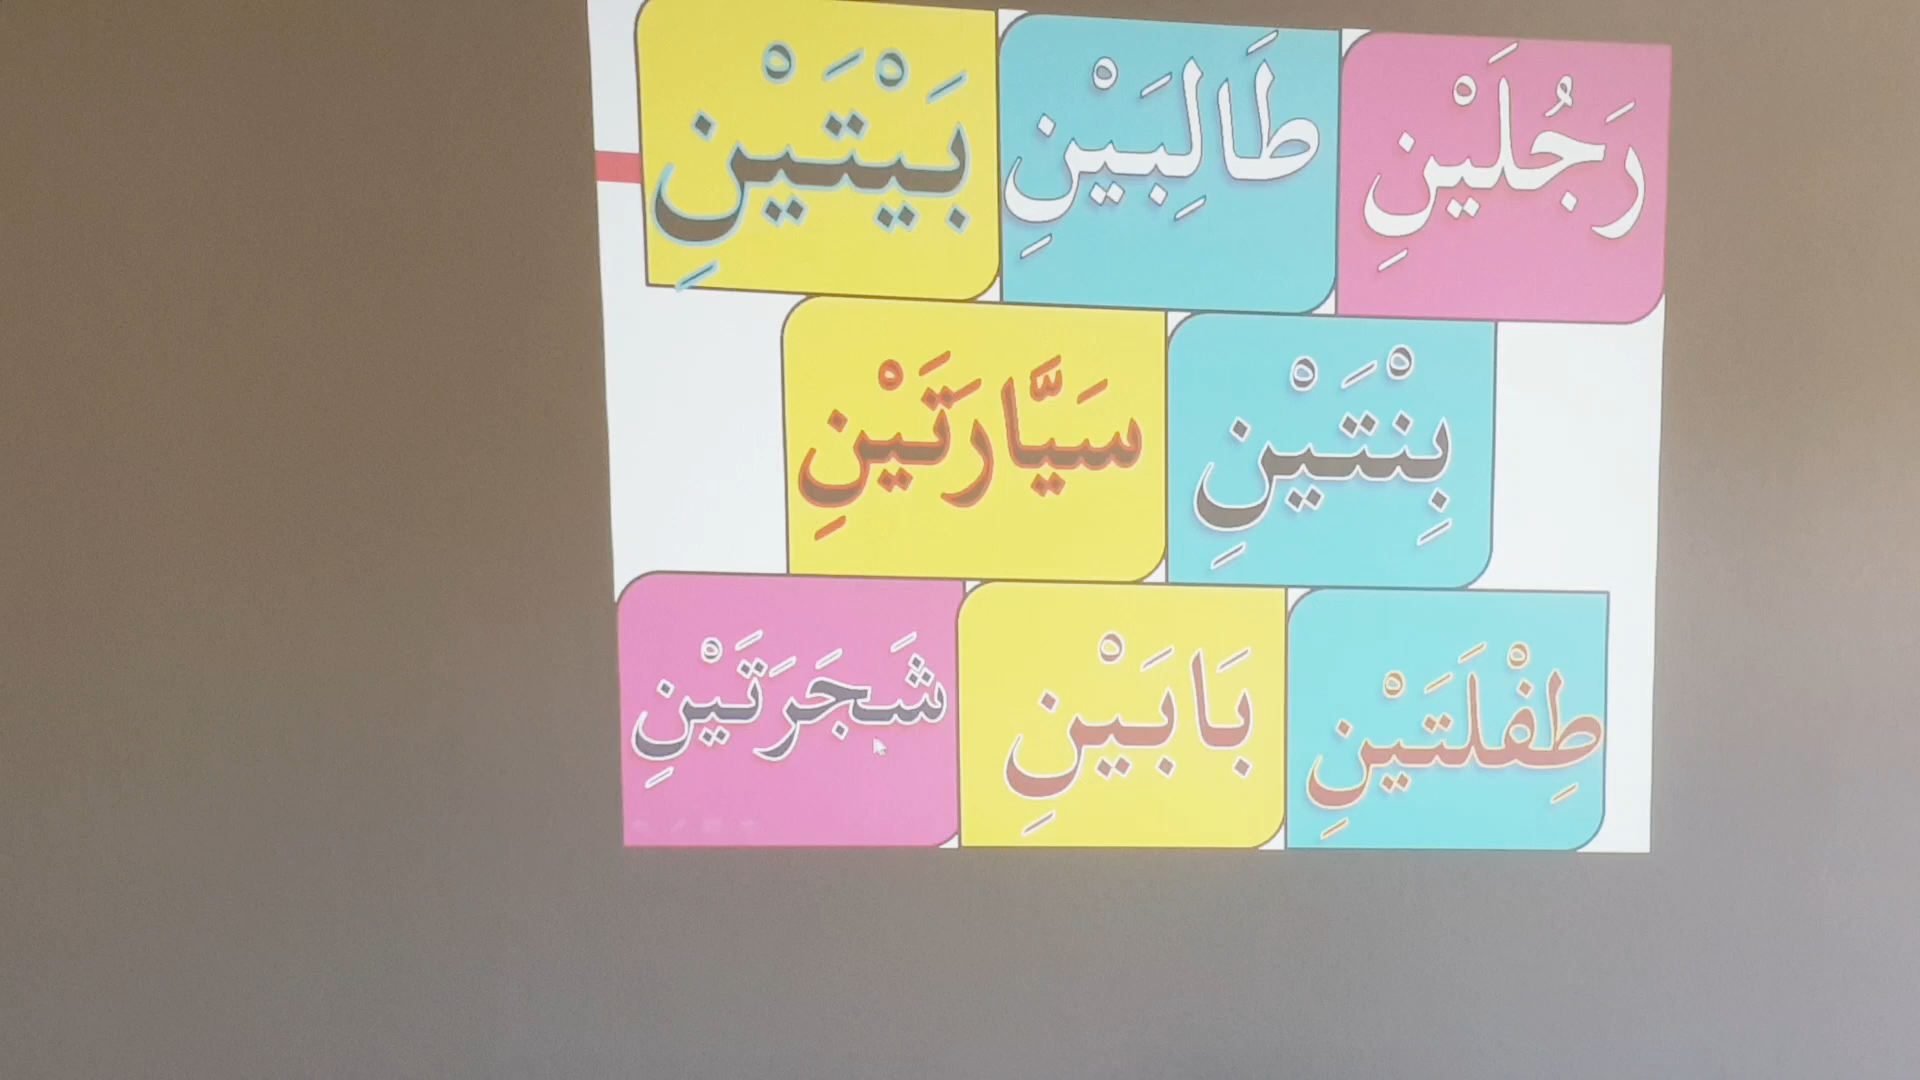 رَجُلَيْنِ طَالِبَيْنِ بَيْتَيْنِ
بِنْتَيْنِ سَيَّارَتَيْنِ
طِفْلَتَيْنِ بَابَيْنِ شَجَرَتَيْنِ